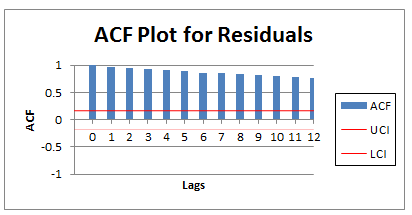 ACF Plot for Residuals
1
0.5
0
-0.5
-1
0 1 2 3 4 5 6 7 8 9 10 11 12
ACF
Lags
ACF
UCI
LCI